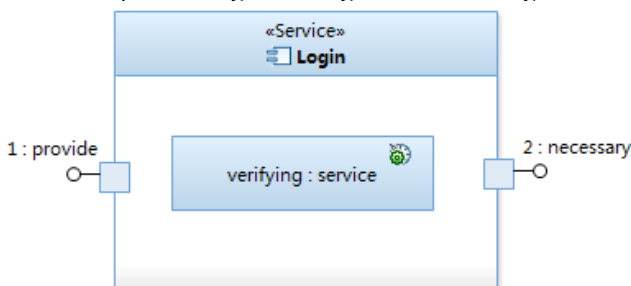 «Service»
Login
1 : provide
2 : necessary
verifying : service